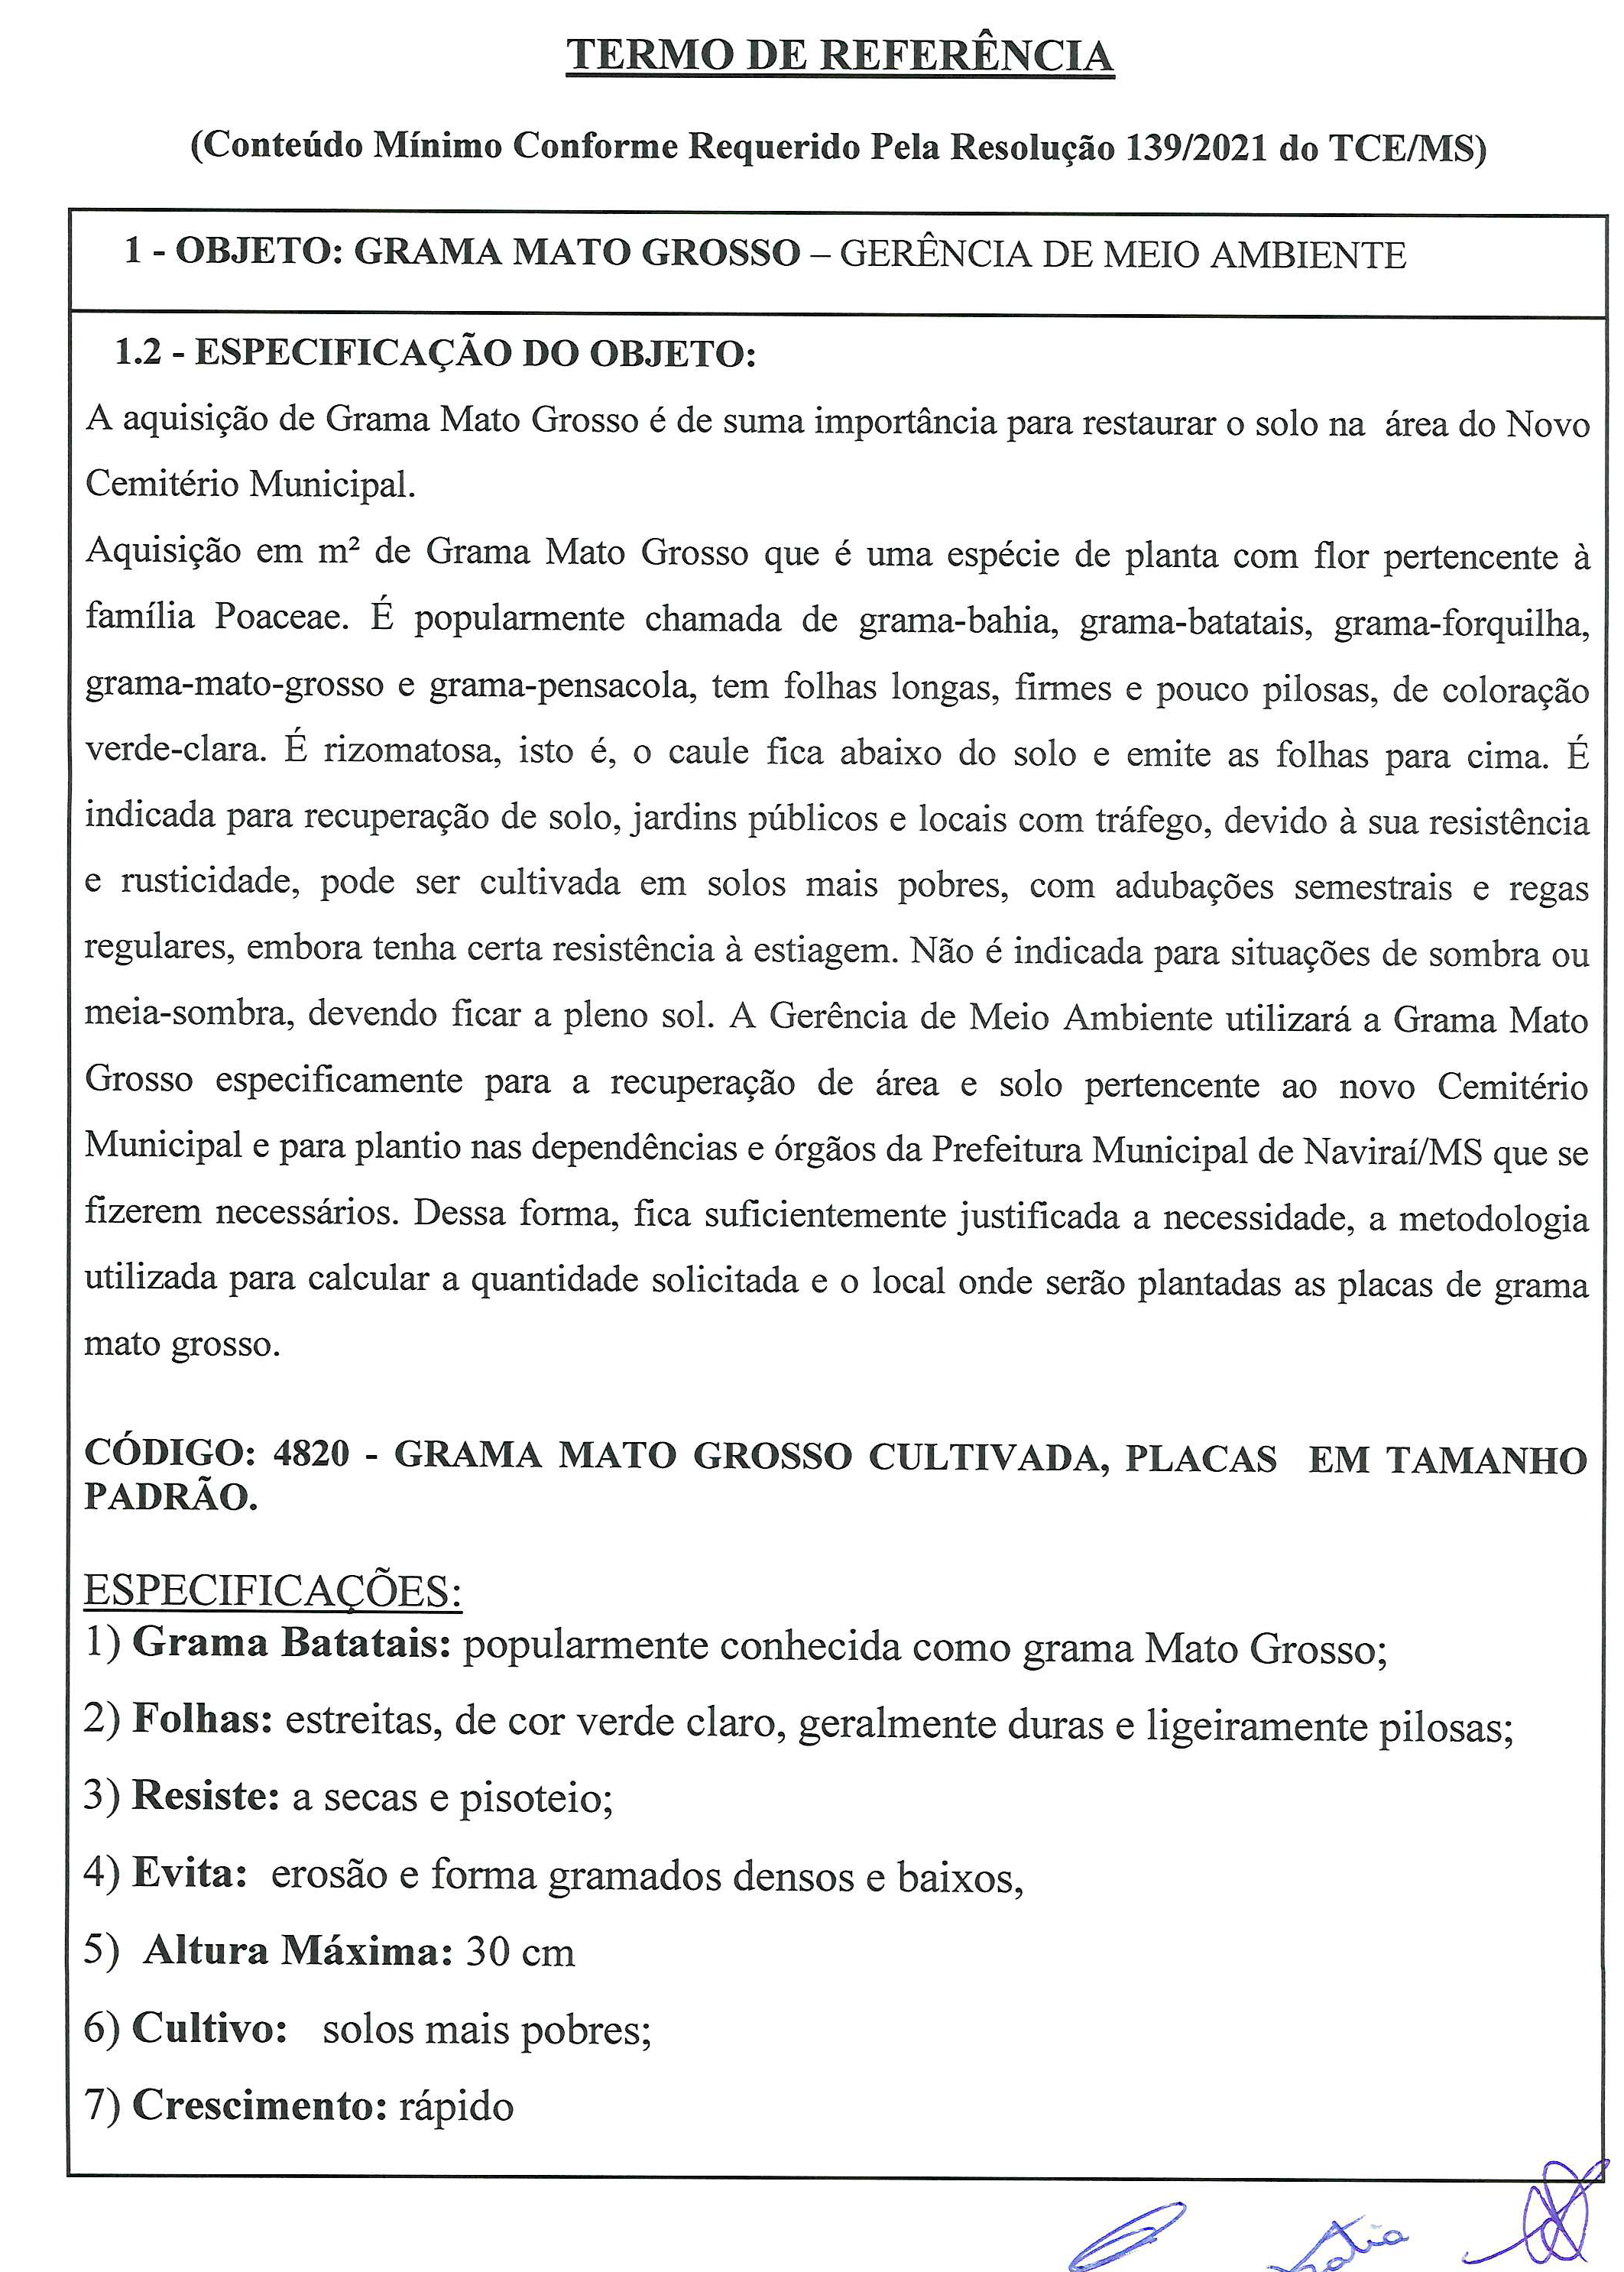 TERMO DE REFERÊNCIA
(Conteúdo Mínimo Conforme Requerido Pela Resolução 139/2021 do TCE/MS)
1 - OBJETO: GRAMA MATO GROSSO – GERÊNCIA DE MEIO AMBIENTE
1.2 - ESPECIFICAÇÃO DO OBJETO:
A aquisição de Grama Mato Grosso é de suma importância para restaurar o solo na área do Novo
Cemitério Municipal.
Aquisição em m² de Grama Mato Grosso que é uma espécie de planta com flor pertencente à
família Poaceae. É popularmente chamada de grama-bahia, grama-batatais, grama-forquilha,
grama-mato-grosso e grama-pensacola, tem folhas longas, firmes e pouco pilosas, de coloração
verde-clara. É rizomatosa, isto é, o caule fica abaixo do solo e emite as folhas para cima. É
indicada para recuperação de solo, jardins públicos e locais com tráfego, devido à sua resistência
e rusticidade, pode ser cultivada em solos mais pobres, com adubações semestrais e regas
regulares, embora tenha certa resistência à estiagem. Não é indicada para situações de sombra ou
meia-sombra, devendo ficar a pleno sol. A Gerência de Meio Ambiente utilizará a Grama Mato
Grosso especificamente para a recuperação de área e solo pertencente ao novo Cemitério
Municipal e para plantio nas dependências e órgãos da Prefeitura Municipal de Naviraí/MS que se
fizerem necessários. Dessa forma, fica suficientemente justificada a necessidade, a metodologia
utilizada para calcular a quantidade solicitada e o local onde serão plantadas as placas de grama
mato grosso.
CÓDIGO: 4820 - GRAMA MATO GROSSO CULTIVADA, PLACAS EM TAMANHO
PADRÃO.
ESPECIFICAÇÕES:
1) Grama Batatais: popularmente conhecida como grama Mato Grosso;
2) Folhas: estreitas, de cor verde claro, geralmente duras e ligeiramente pilosas;
3) Resiste: a secas e pisoteio;
4) Evita: erosão e forma gramados densos e baixos,
5) Altura Máxima: 30 cm
6) Cultivo: solos mais pobres;
7) Crescimento: rápido